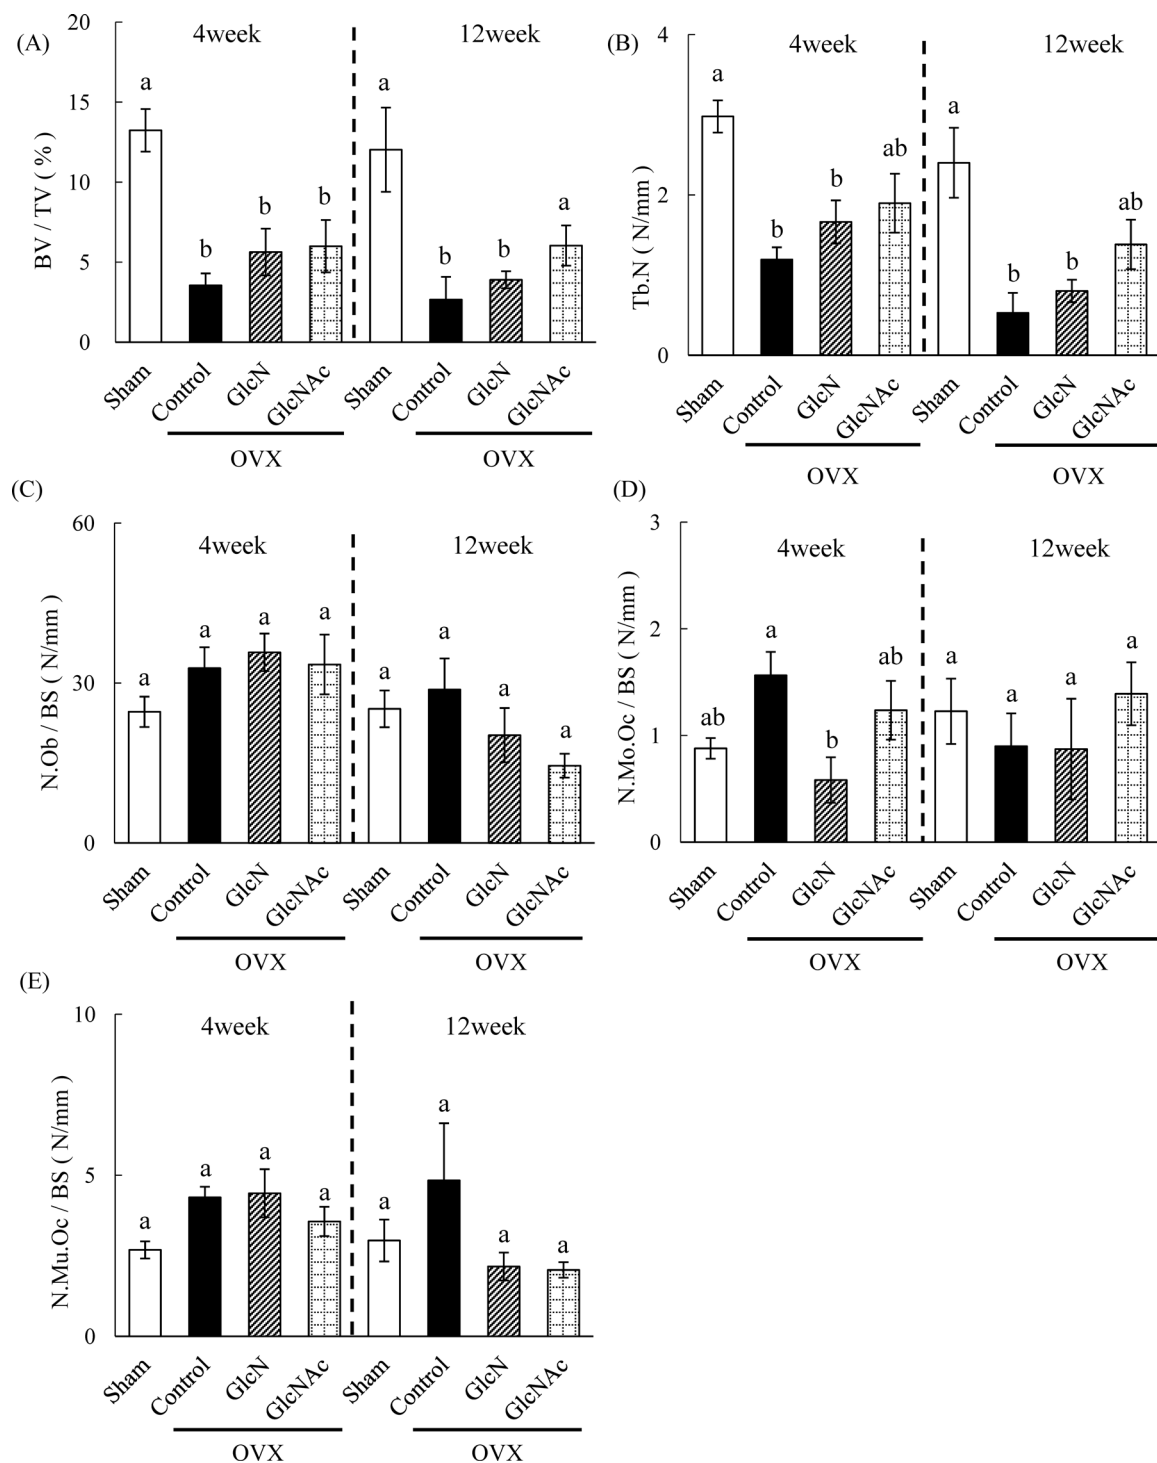 (A)
BV / TV ( % )
20
15
10
5
0
4week
12week
a
b
b
b
a
b
b
a
Sham
Control
GlcN
GlcNAc
Sham
Control
GlcN
GlcNAc
OVX
OVX
(B)
Tb.N ( N/mm )
4
2
0
4week
12week
a
b
b
ab
a
b
b
ab
Sham
Control
GlcN
GlcNAc
Sham
Control
GlcN
GlcNAc
OVX
OVX
(C)
N.Ob / BS ( N/mm )
60
30
0
4week
12week
a
a
a
a
a
a
a
a
Sham
Control
GlcN
GlcNAc
Sham
Control
GlcN
GlcNAc
OVX
OVX
(D)
N.Mo.Oc / BS ( N/mm )
3
2
1
0
4week
12week
ab
a
b
ab
a
a
a
a
Sham
Control
GlcN
GlcNAc
Sham
Control
GlcN
GlcNAc
OVX
OVX
(E)
N.Mu.Oc / BS ( N/mm )
10
5
0
4week
12week
a
a
a
a
a
a
a
a
Sham
Control
GlcN
GlcNAc
Sham
Control
GlcN
GlcNAc
OVX
OVX